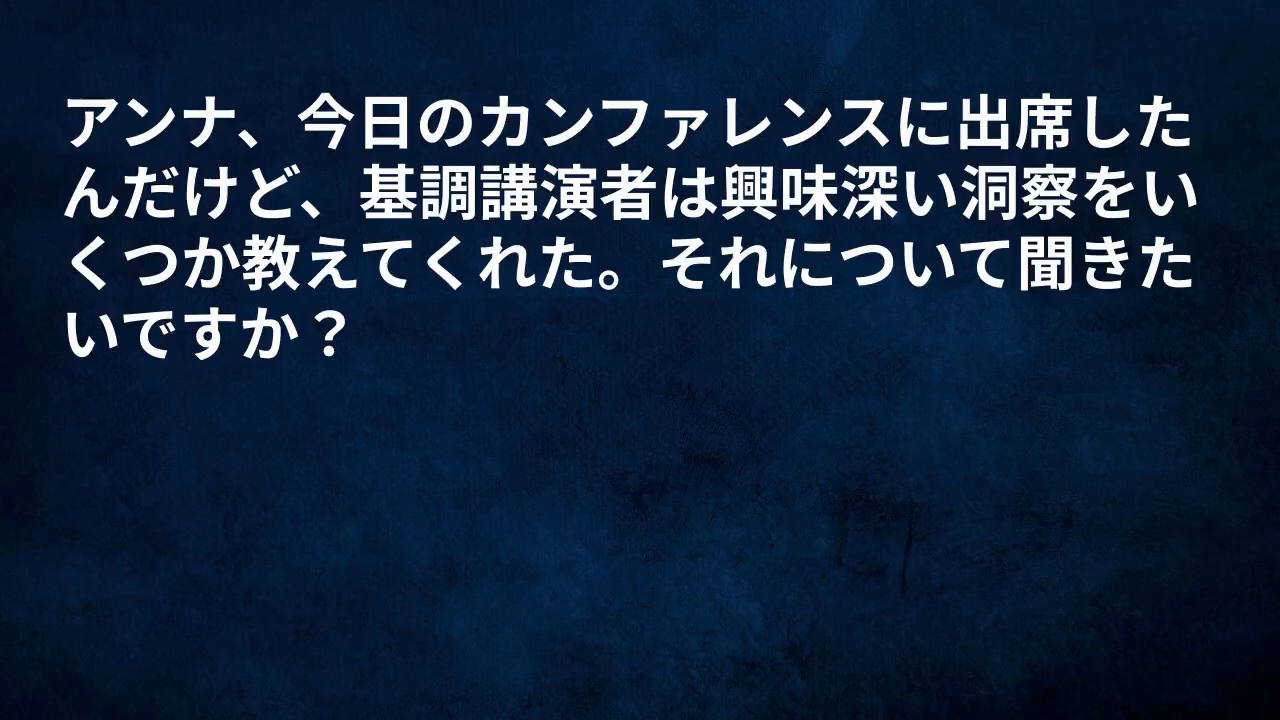 アンナ、今日のカンファレンスに出席した
んだけど、基調講演者は興味深い洞察をい
くつか教えてくれた。それについて聞きた
いですか？